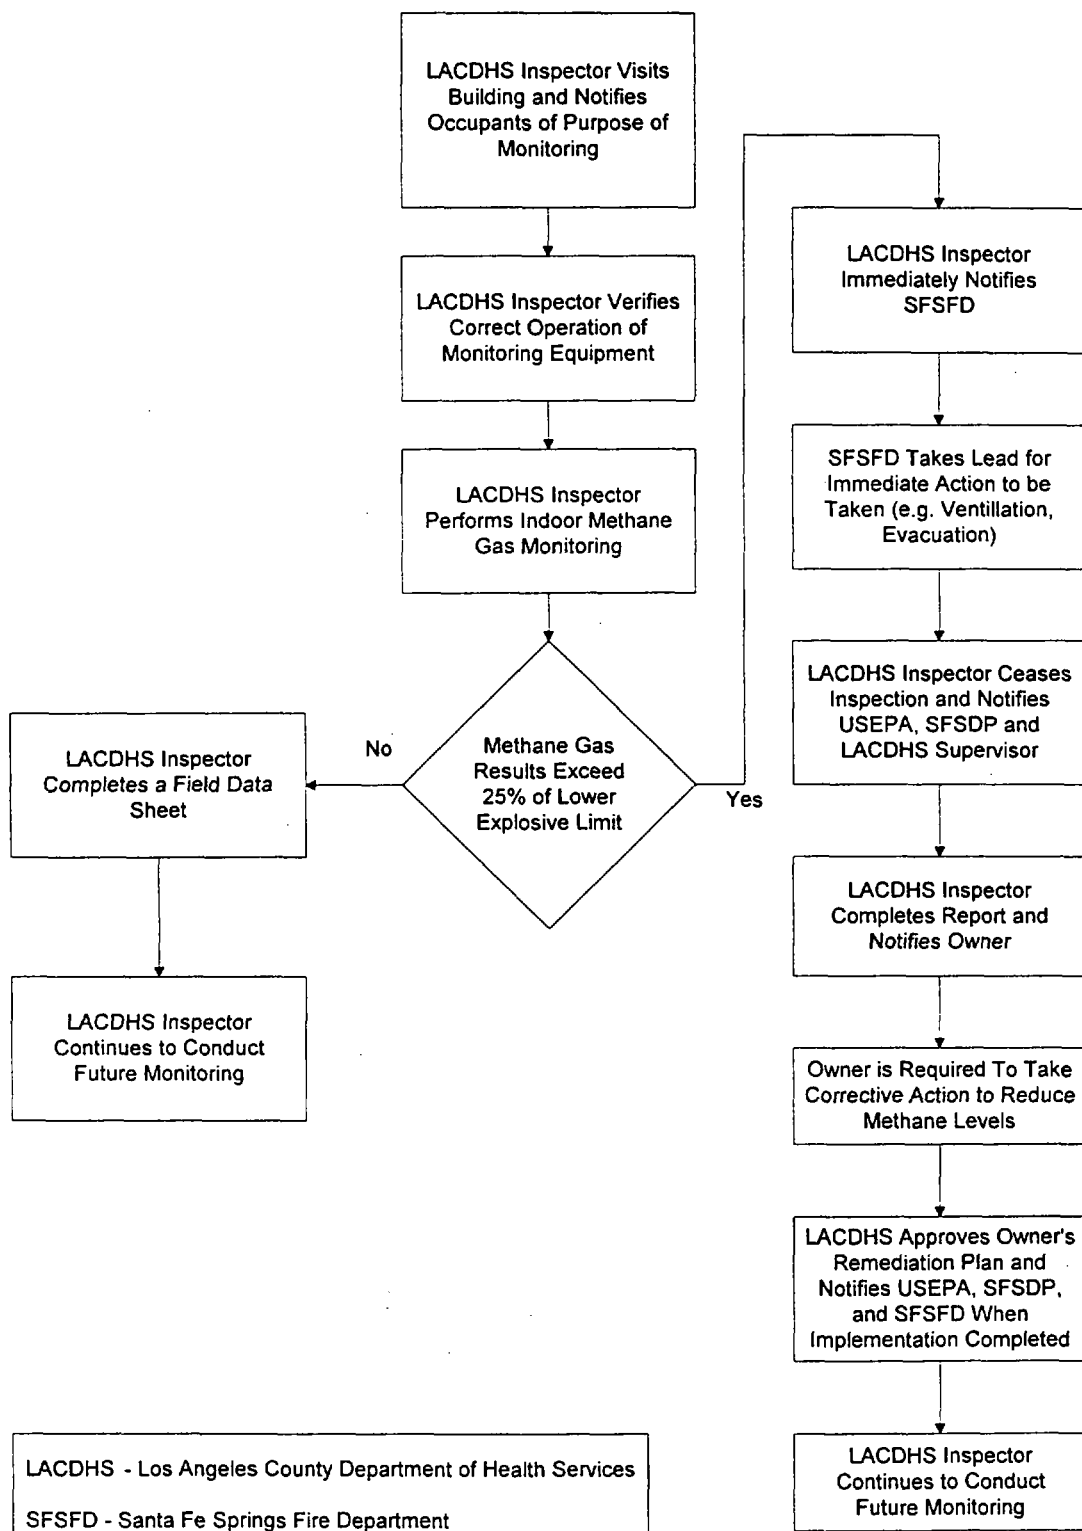 LACDHS Inspector Visits
Building and Notifies
Occupants of Purpose of
Monitoring
LACDHS Inspector Verifies
Correct Operation of
Monitoring Equipment
LACDHS Inspector
Performs Indoor Methane
Gas Monitoring
Methane Gas
Results Exceed
25% of Lower
Explosive Limit
No
Yes
LACDHS Inspector
Completes a Field Data
Sheet
LACDHS Inspector
Continues to Conduct
Future Monitoring
LACDHS Inspector
Immediately Notifies
SFSFD
SFSFD Takes Lead for
Immediate Action to be
Taken (e.g. Ventillation,
Evacuation)
LACDHS Inspector Ceases
Inspection and Notifies
USEPA, SFSDP and
LACDHS Supervisor
LACDHS Inspector
Completes Report and
Notifies Owner
Owner is Required To Take
Corrective Action to Reduce
Methane Levels
LACDHS Approves Owner's
Remediation Plan and
Notifies USEPA, SFSDP,
and SFSFD When
Implementation Completed
LACDHS Inspector
Continues to Conduct
Future Monitoring
LACDHS - Los Angeles County Department of Health Services
SFSFD - Santa Fe Springs Fire Department